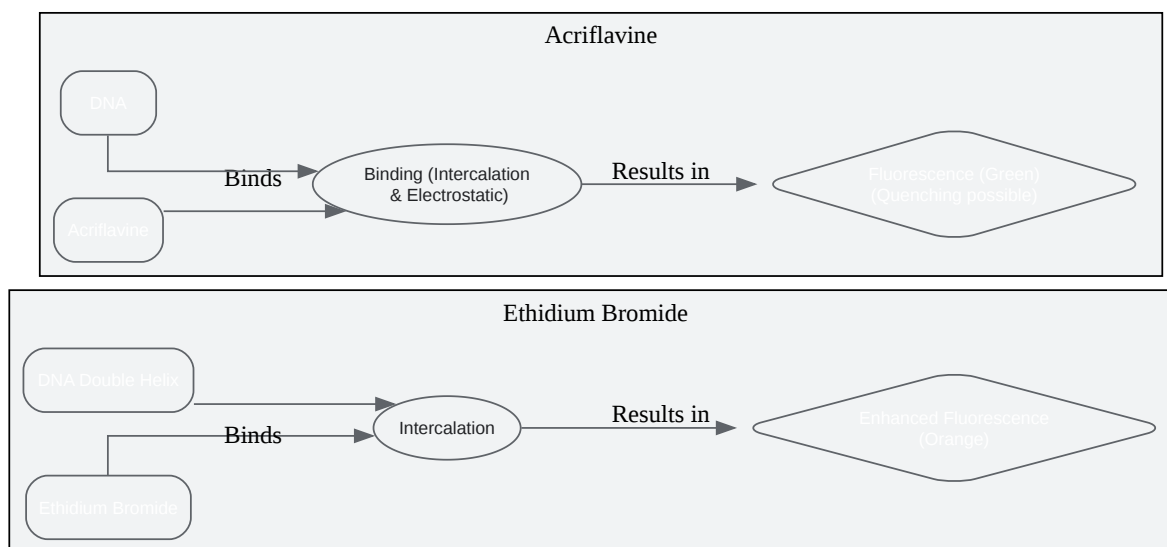 Acriflavine
DNA
Binds
Acriflavine
Binding (Intercalation
& Electrostatic)
Results in
Fluorescence (Green)
(Quenching possible)
Ethidium Bromide
DNA Double Helix
Binds
Ethidium Bromide
Intercalation
Results in
Enhanced Fluorescence
(Orange)